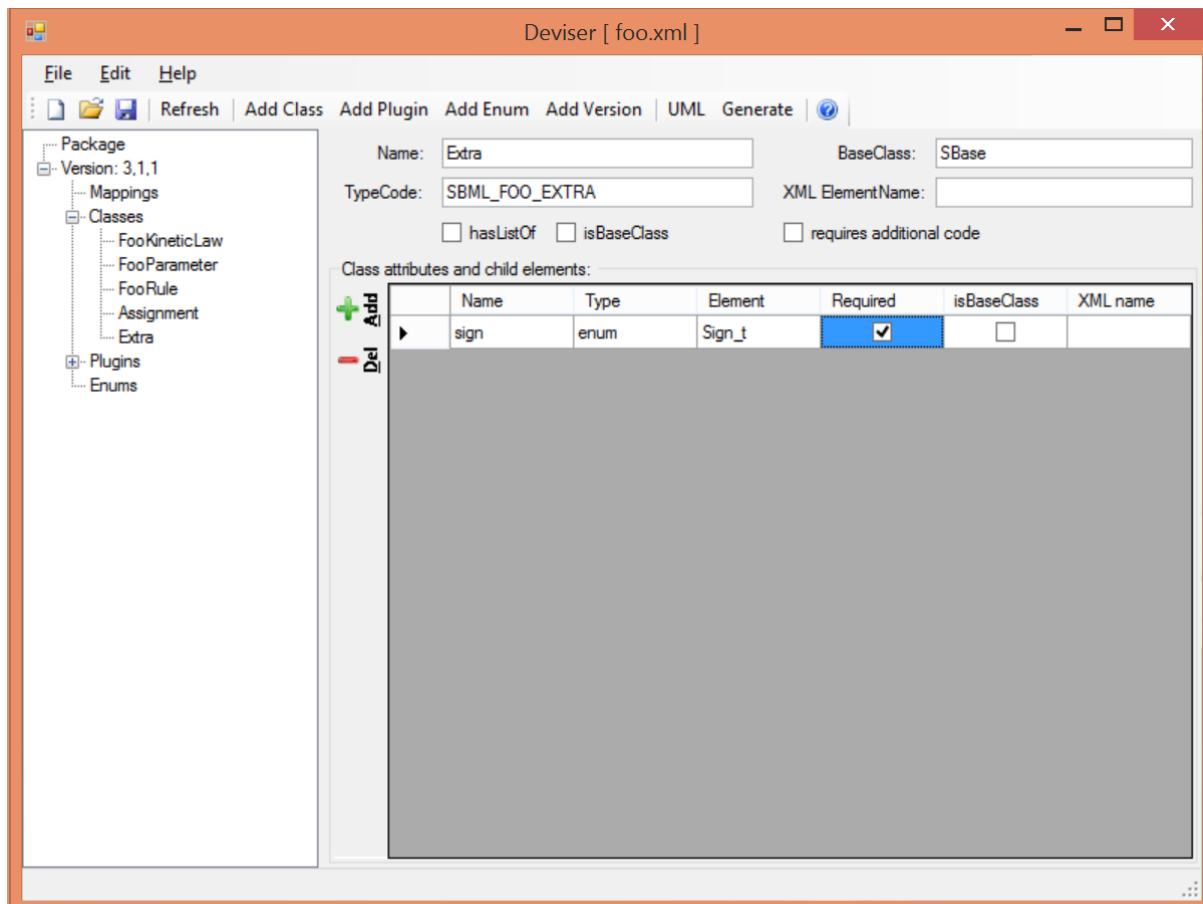 Deviser [ foo.xml ]
File Edit Help
Refresh Add Class Add Plugin Add Enum Add Version UML Generate
Package
Version: 3,1,1
Mappings
Classes
FooKineticLaw
FooParameter
FooRule
Assignment
Extra
Plugins
Enums
Name: Extra BaseClass: SBase
TypeCode: SBML_FOO_EXTRA XML ElementName:
hasListOf isBaseClass requires additional code
Class attributes and child elements:
Add
Del
Name Type Element Required isBaseClass XML name
sign enum Sign_t